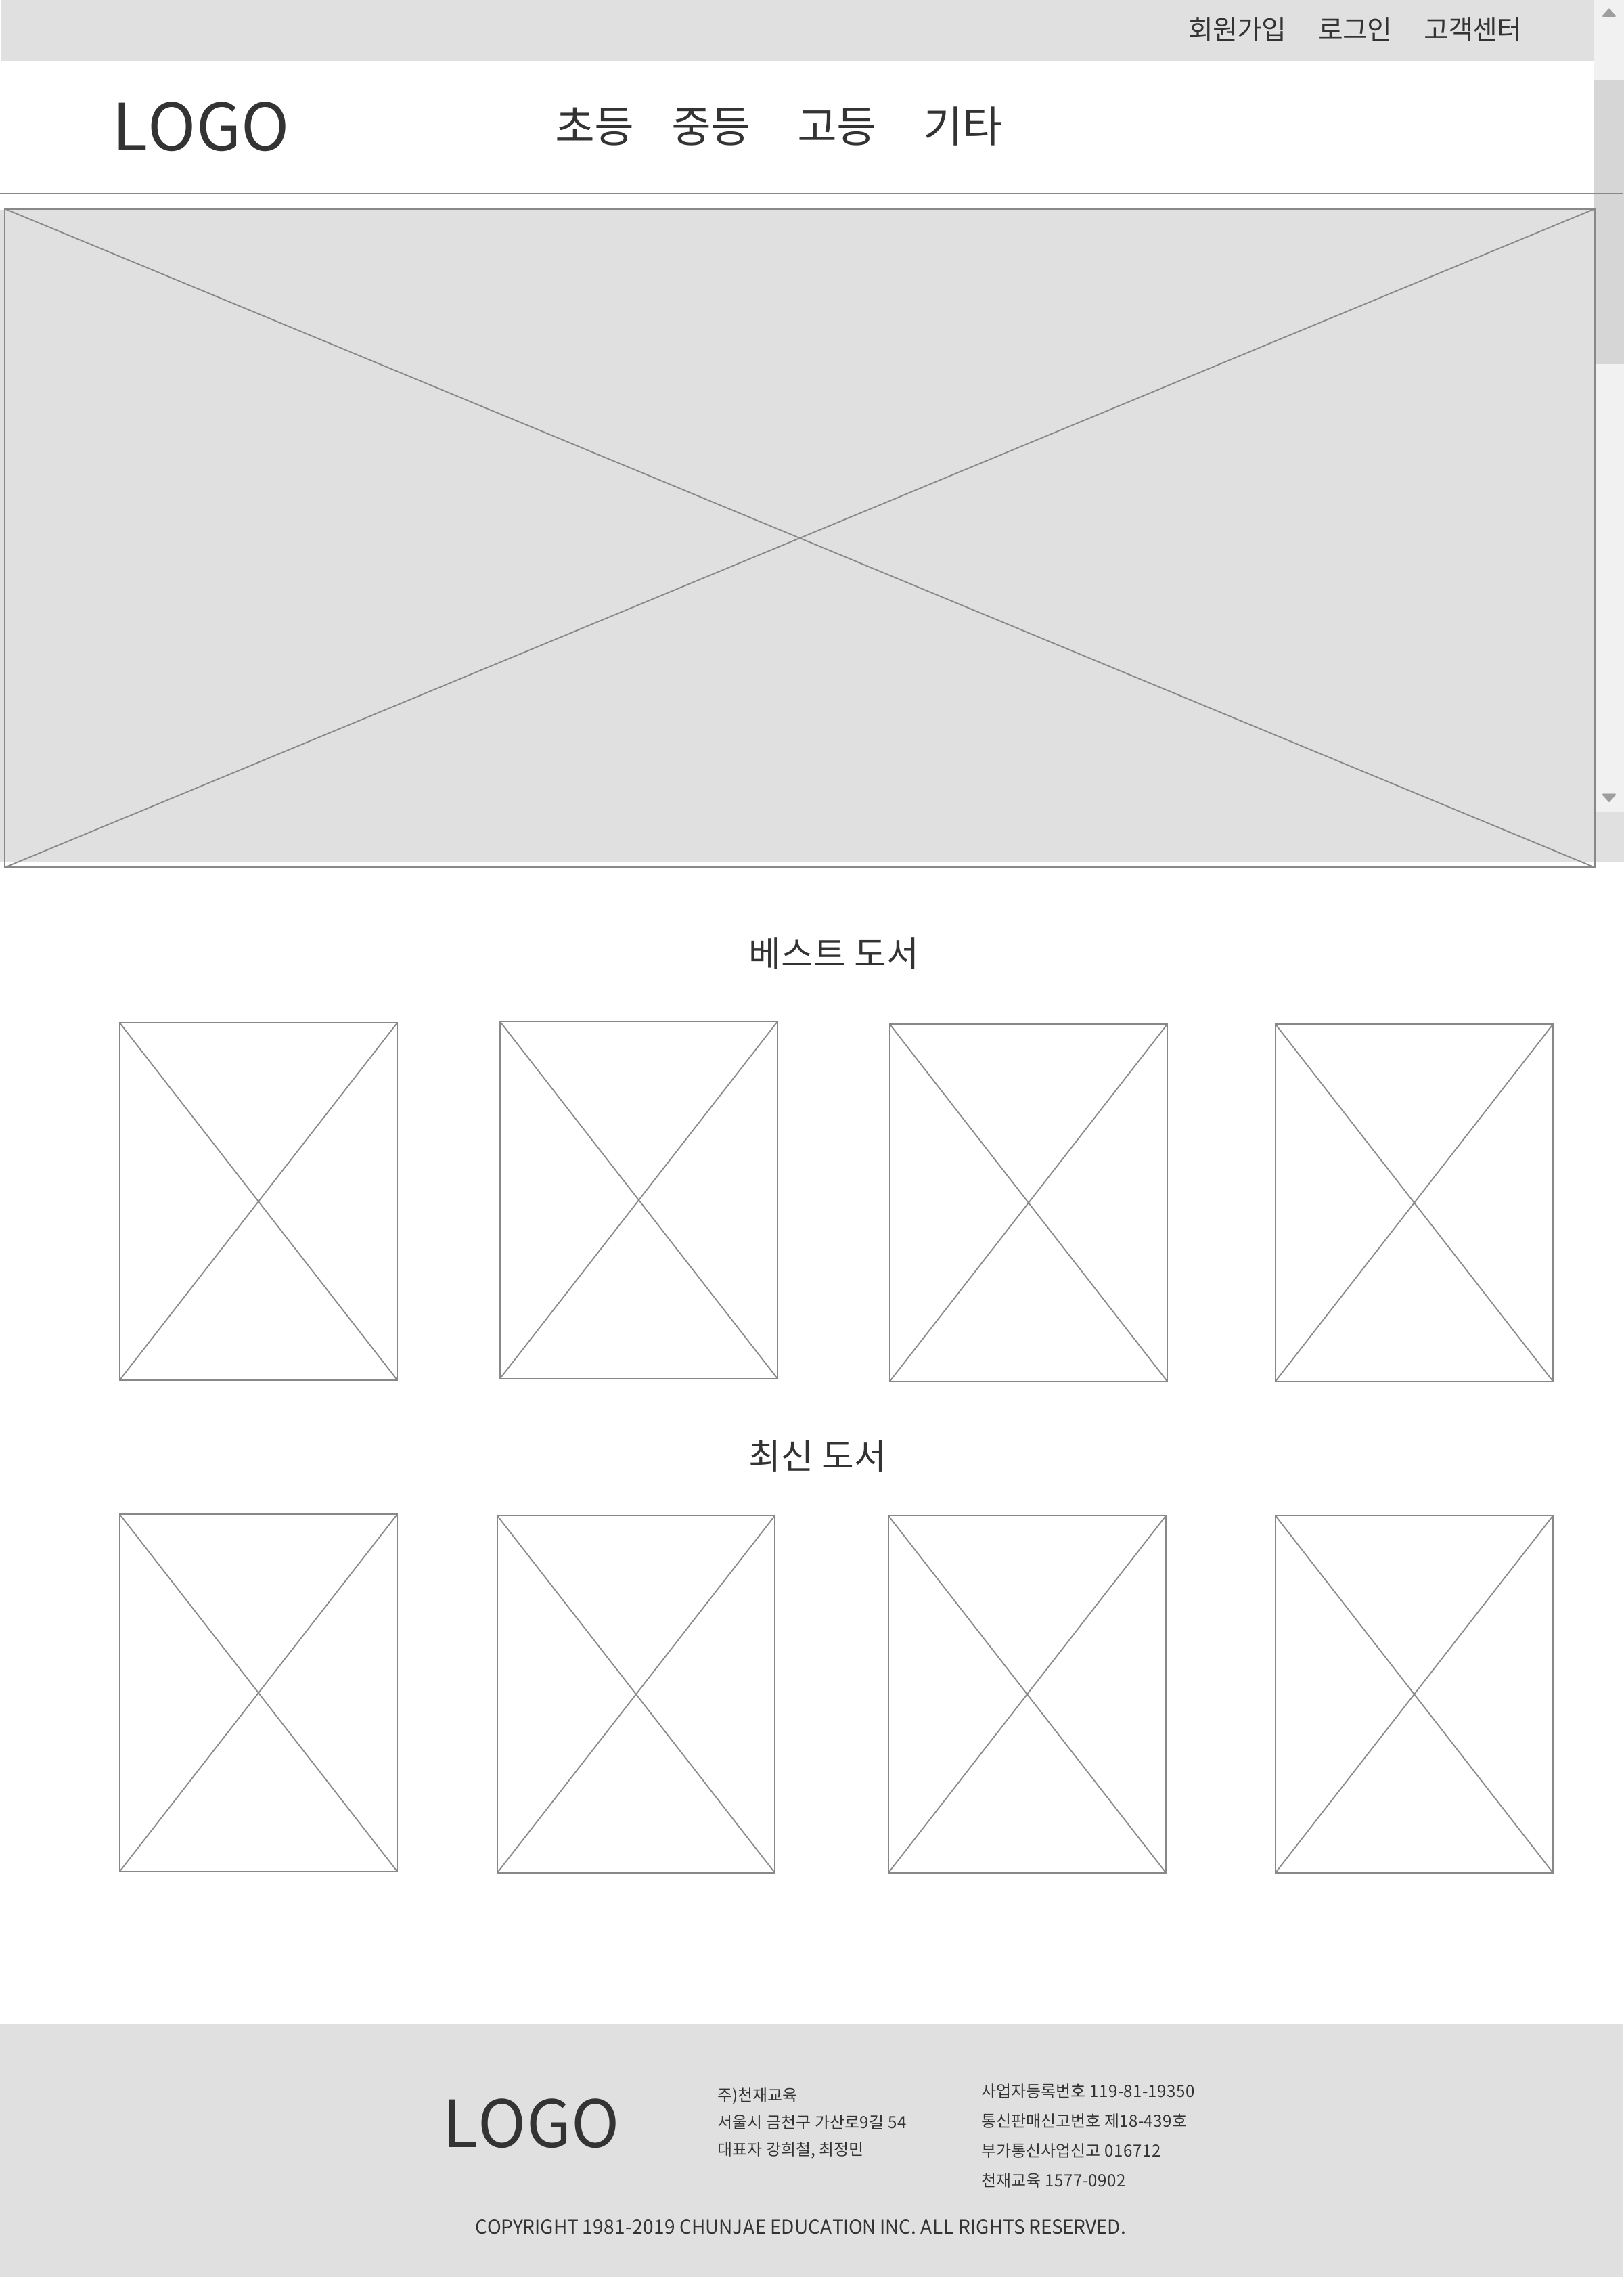 회원가입 로그인 고객센터
LOGO 초등 중등 고등 기타
베스트 도서
최신 도서
LOGO
주)천재교육
서울시 금천구 가산로9길 54
대표자 강희철, 최정민
사업자등록번호 119-81-19350
통신판매신고번호 제18-439호
부가통신사업신고 016712
천재교육 1577-0902
COPYRIGHT 1981-2019 CHUNJAE EDUCATION INC. ALL RIGHTS RESERVED.